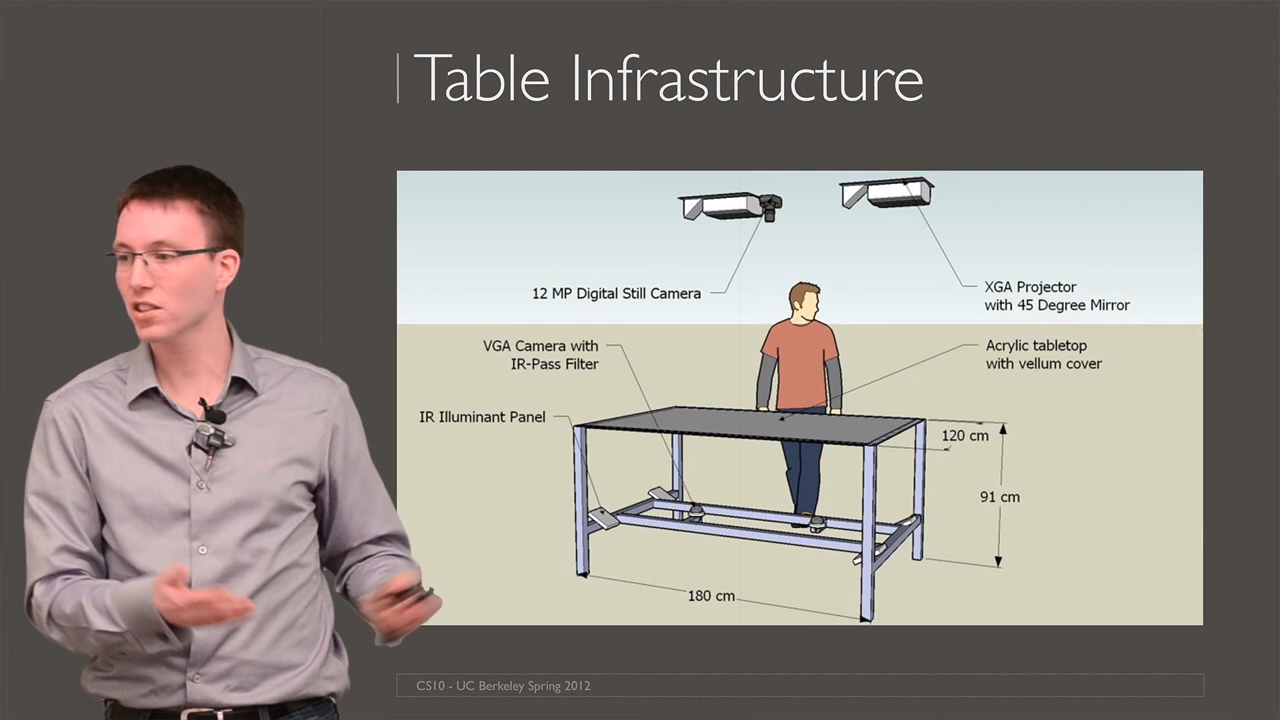 Table Infrastructure
12 MP Digital Still Camera
XGA Projector
with 45 Degree Mirror
VGA Camera with
IR-Pass Filter
Acrylic tabletop
with vellum cover
IR Illuminant Panel
120 cm
91 cm
180 cm
CS10 - UC Berkeley Spring 2012